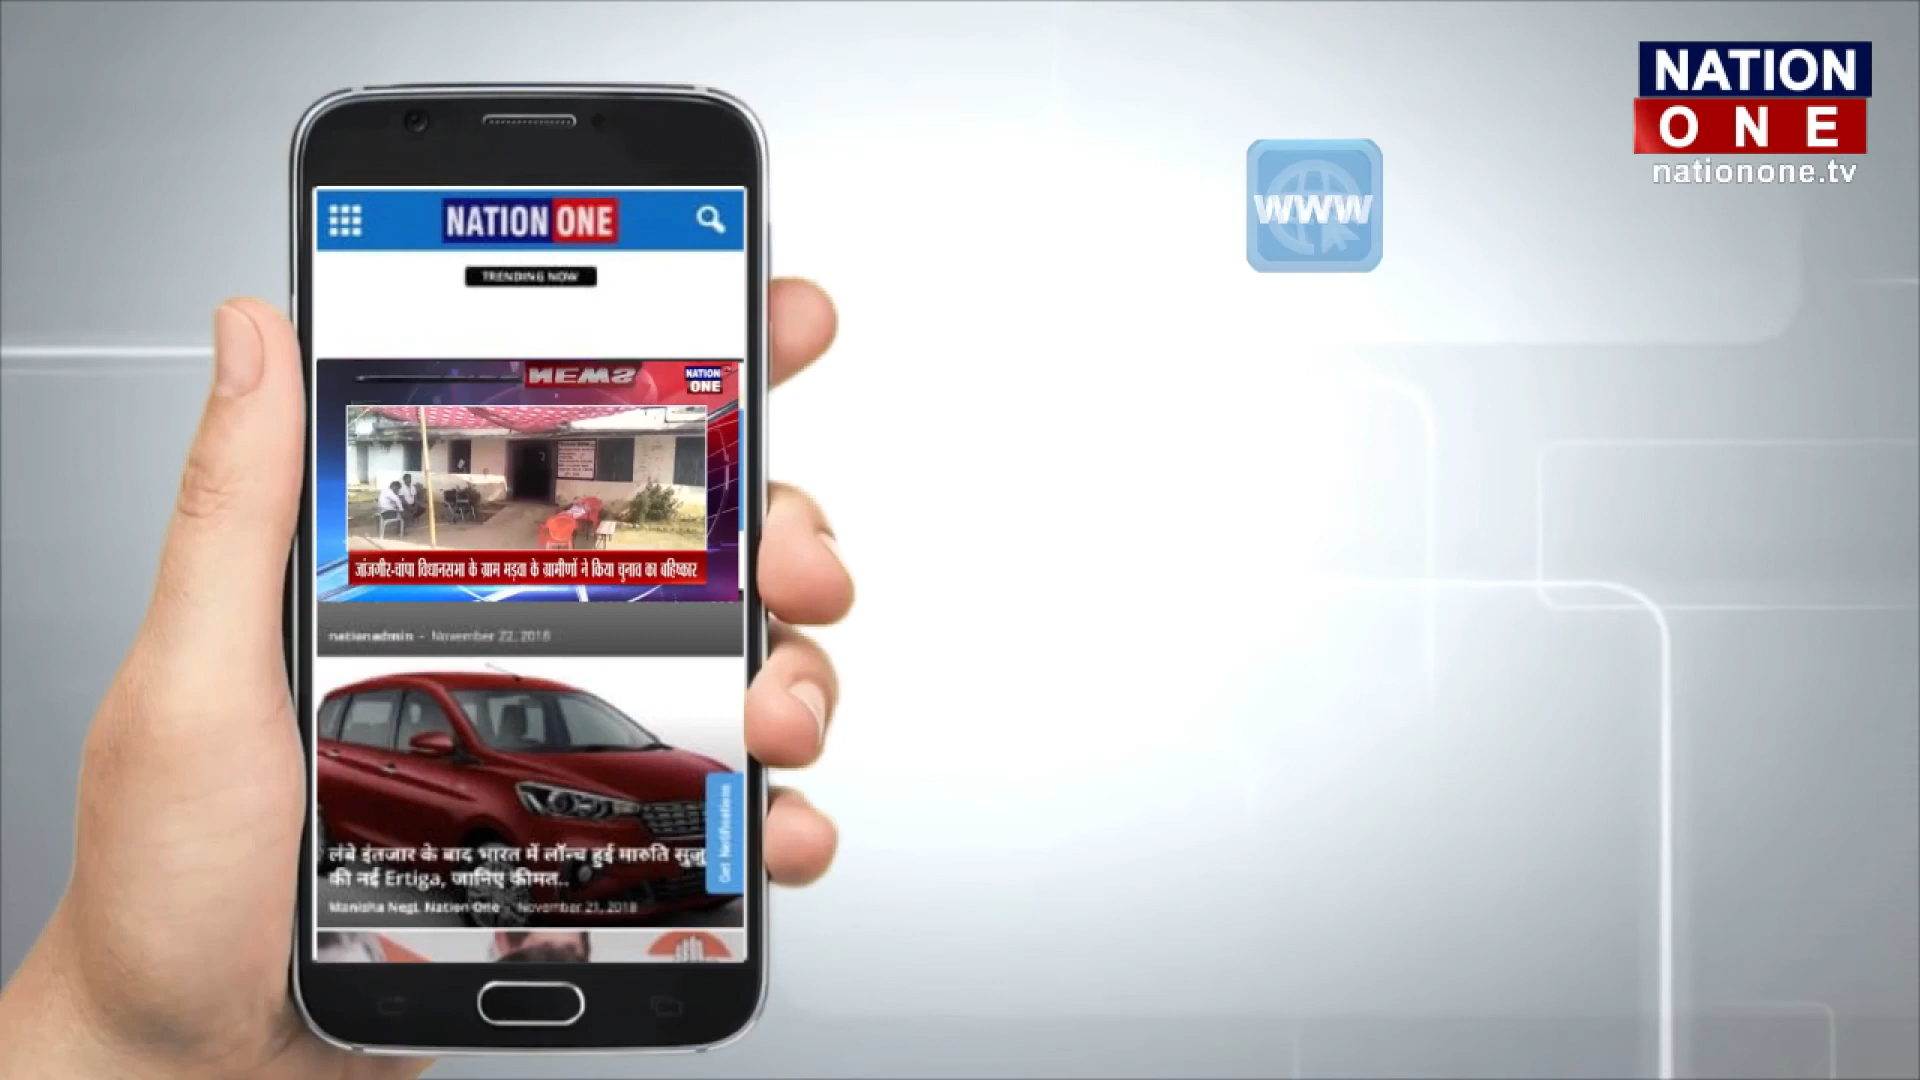 NATION
ONE
nationone.tv
www
NATION ONE
TRENDING NOW
NEWS
NATION
ONE
जांजगीर-चांपा विधानसभा के ग्राम मड़वा के ग्रामीणों ने किया चुनाव का बहिष्कार
nationadmin - November 22, 2018
Get Notifications
लंबे इंतजार के बाद भारत में लॉन्च हुई मारुति सुजु
की नई Ertiga, जानिए कीमत..
Manisha Negi, Nation One - November 21, 2018